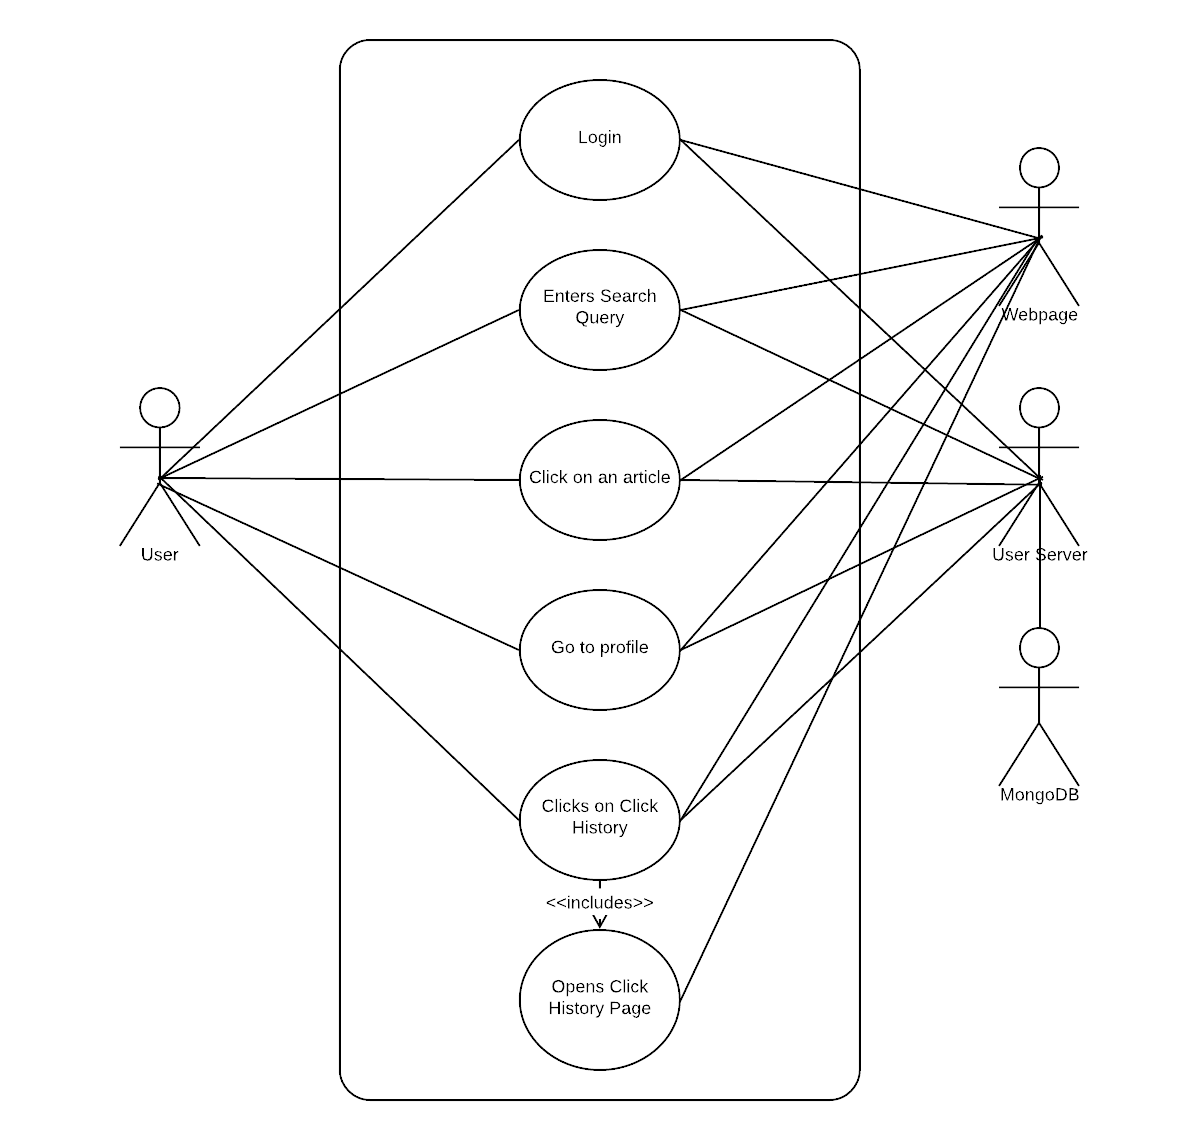 Login
Enters Search
Query
Click on an article
Go to profile
Clicks on Click
History
<<includes>>
Opens Click
History Page
User
Webpage
User Server
MongoDB